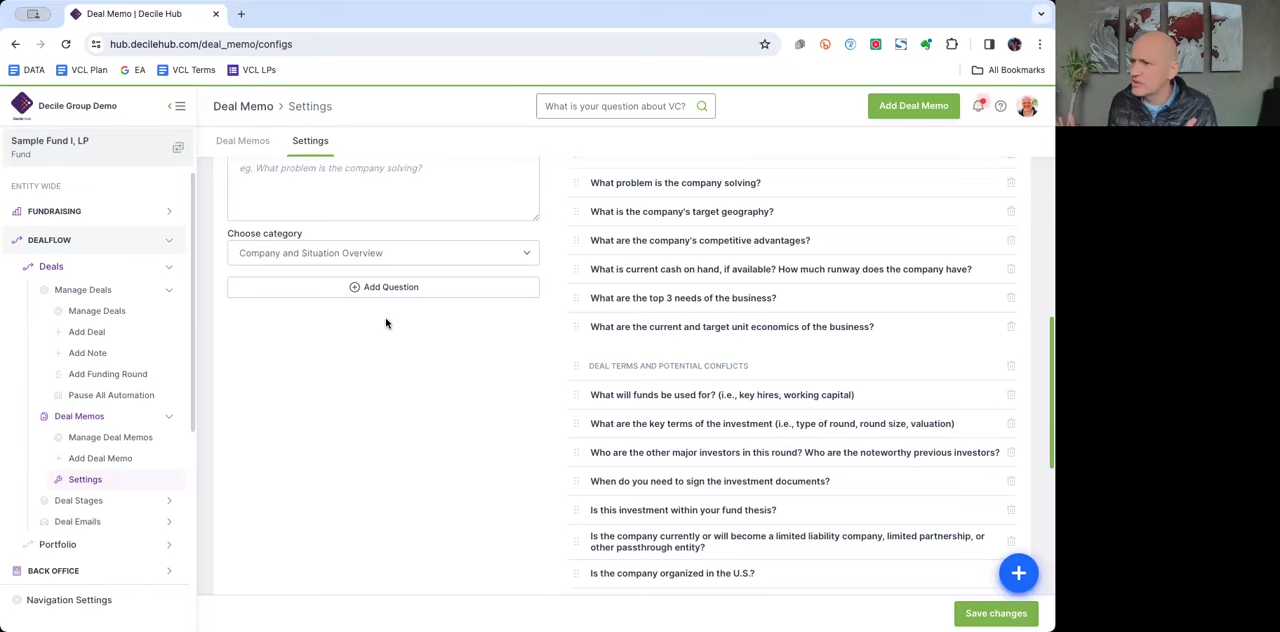 Deal Memo | Decile Hub
hub.decilehub.com/deal_memo/configs
DATA
VCL Plan
EA
VCL Terms
VCL LPs
All Bookmarks
Decile Group Demo
Deal Memo > Settings
What is your question about VC?
Add Deal Memo
Sample Fund I, LP
Fund
Deal Memos
Settings
ENTITY WIDE
FUNDRAISING
DEALFLOW
Deals
Manage Deals
Manage Deals
Add Deal
Add Note
Add Funding Round
Pause All Automation
Deal Memos
Manage Deal Memos
Add Deal Memo
Settings
Deal Stages
Deal Emails
Portfolio
BACK OFFICE
Navigation Settings
eg. What problem is the company solving?
Choose category
Company and Situation Overview
Add Question
What problem is the company solving?
What is the company's target geography?
What are the company's competitive advantages?
What is current cash on hand, if available? How much runway does the company have?
What are the top 3 needs of the business?
What are the current and target unit economics of the business?
DEAL TERMS AND POTENTIAL CONFLICTS
What will funds be used for? (i.e., key hires, working capital)
What are the key terms of the investment (i.e., type of round, round size, valuation)
Who are the other major investors in this round? Who are the noteworthy previous investors?
When do you need to sign the investment documents?
Is this investment within your fund thesis?
Is the company currently or will become a limited liability company, limited partnership, or
other passthrough entity?
Is the company organized in the U.S.?
Save changes